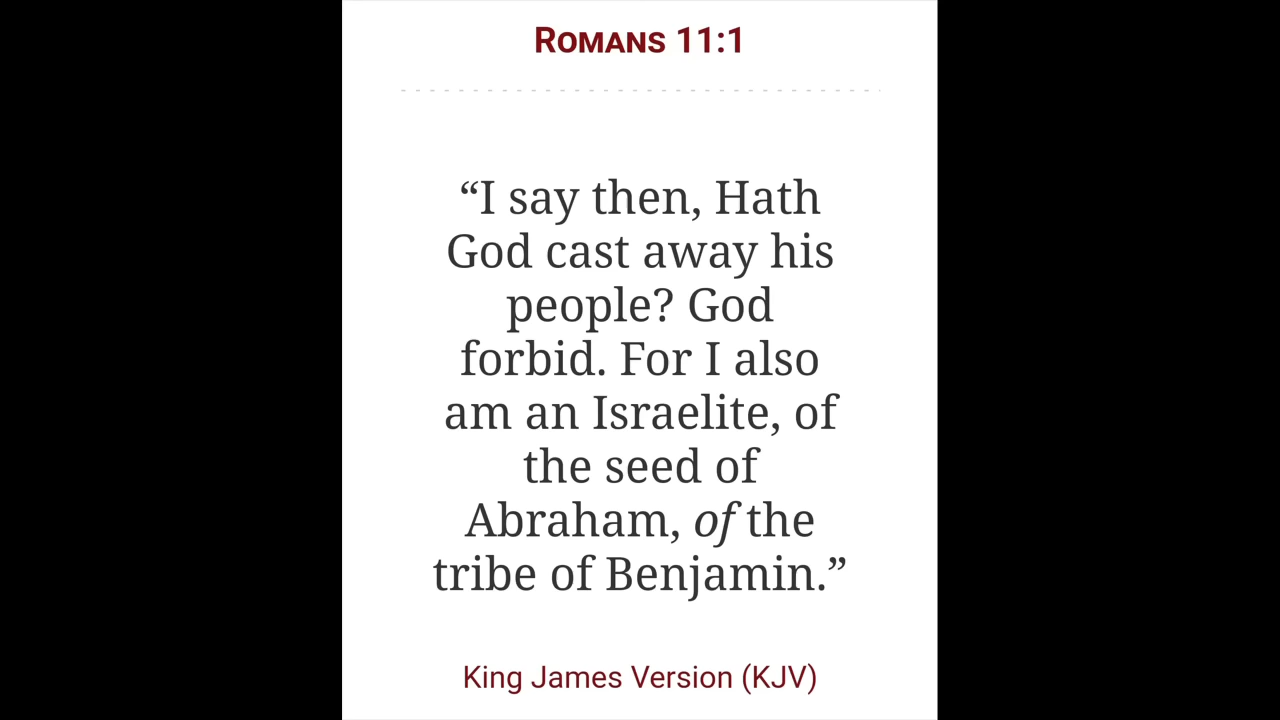 Romans 11:1
“I say then, Hath
God cast away his
people? God
forbid. For I also
am an Israelite, of
the seed of
Abraham, of the
tribe of Benjamin.”
King James Version (KJV)